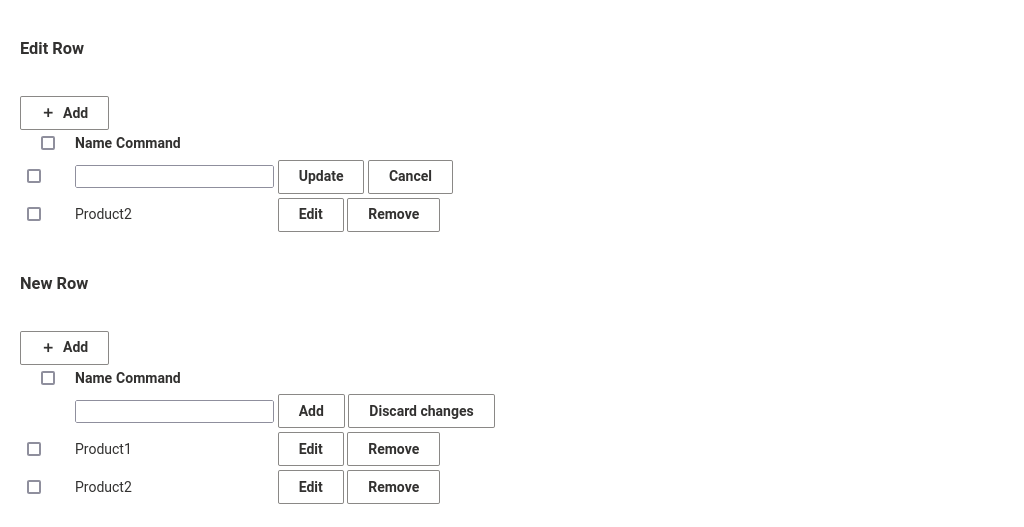 Edit Row
+ Add
Name Command
Update Cancel
Product2 Edit Remove
New Row
+ Add
Name Command
Add Discard changes
Product1 Edit Remove
Product2 Edit Remove